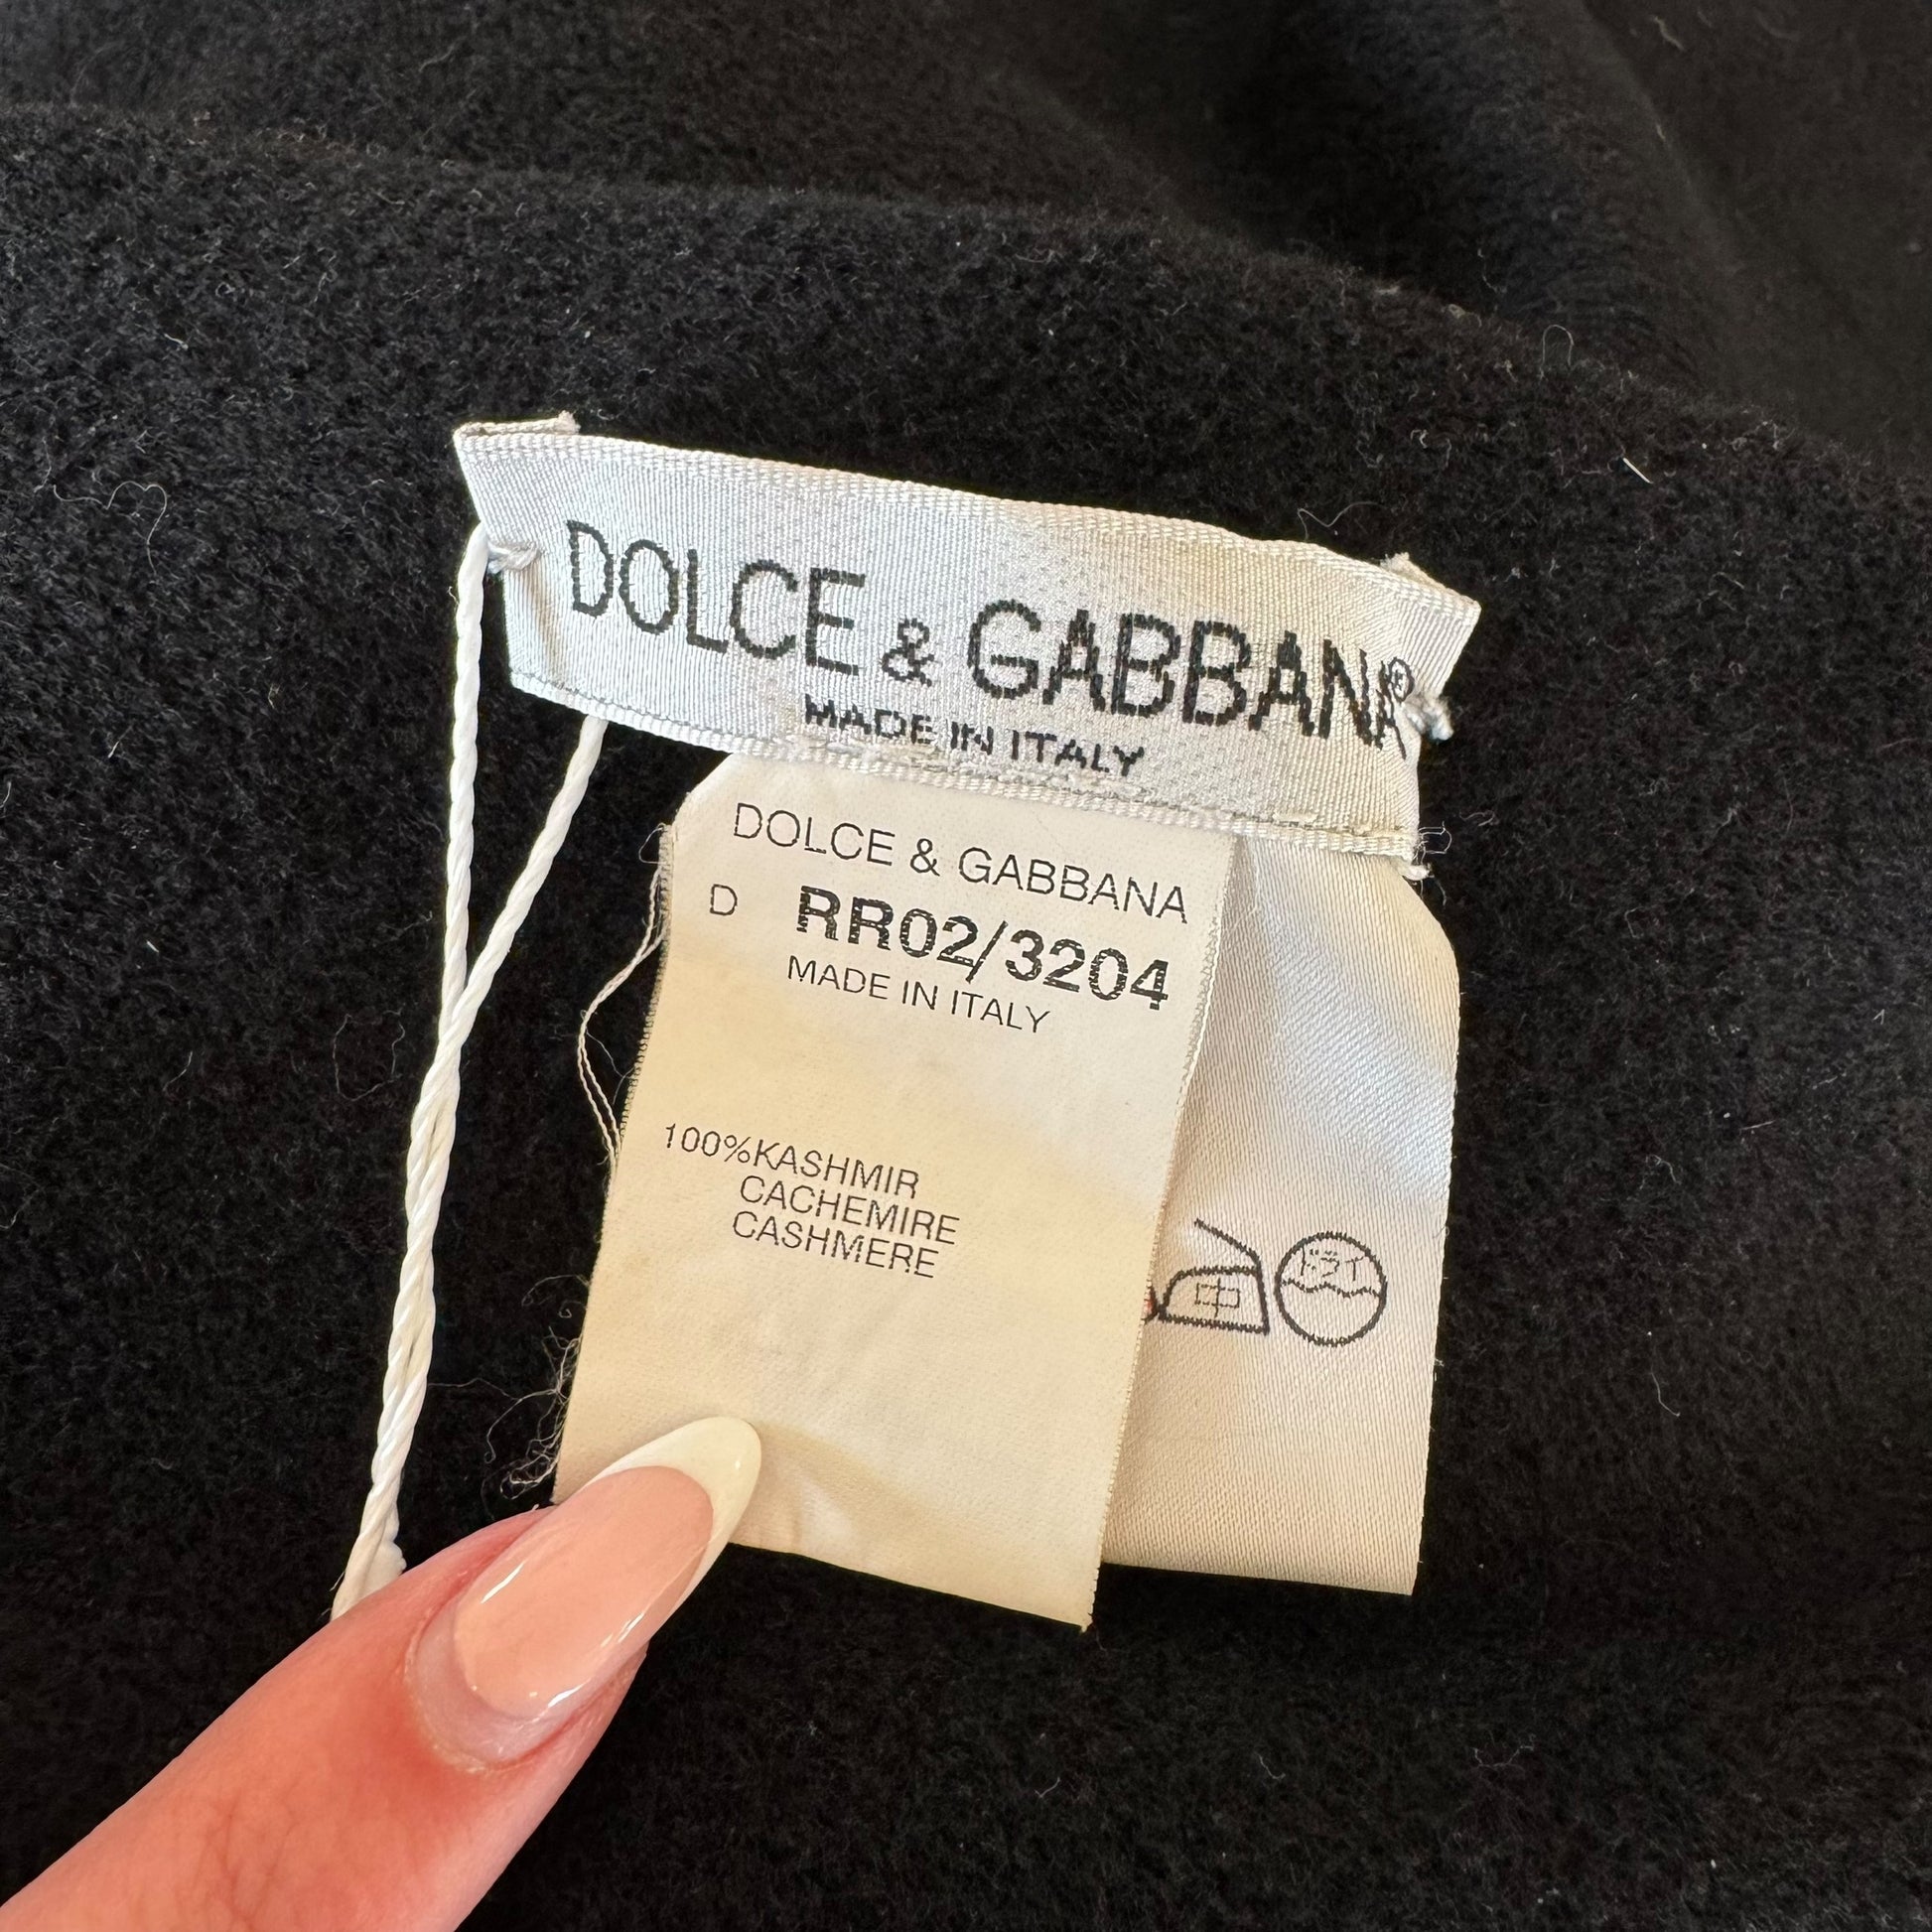 DOLCE & GABBANA®
MADE IN ITALY
DOLCE & GABBANA
D RR02/3204
MADE IN ITALY
100%KASHMIR
CACHEMIRE
CASHMERE
中
ドライ